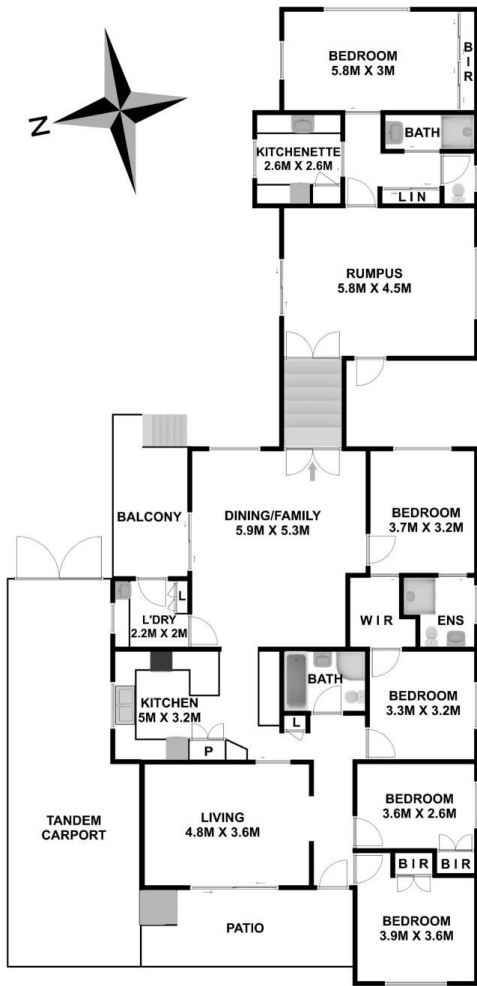 BEDROOM
5.8M X 3M
BIR
N
KITCHENETTE
2.6M X 2.6M
BATH
LIN
RUMPUS
5.8M X 4.5M
BALCONY
DINING/FAMILY
5.9M X 5.3M
BEDROOM
3.7M X 3.2M
L
L'DRY
2.2M X 2M
WIR
ENS
KITCHEN
5M X 3.2M
P
BATH
L
BEDROOM
3.3M X 3.2M
TANDEM
CARPORT
LIVING
4.8M X 3.6M
BEDROOM
3.6M X 2.6M
BIR
BIR
PATIO
BEDROOM
3.9M X 3.6M